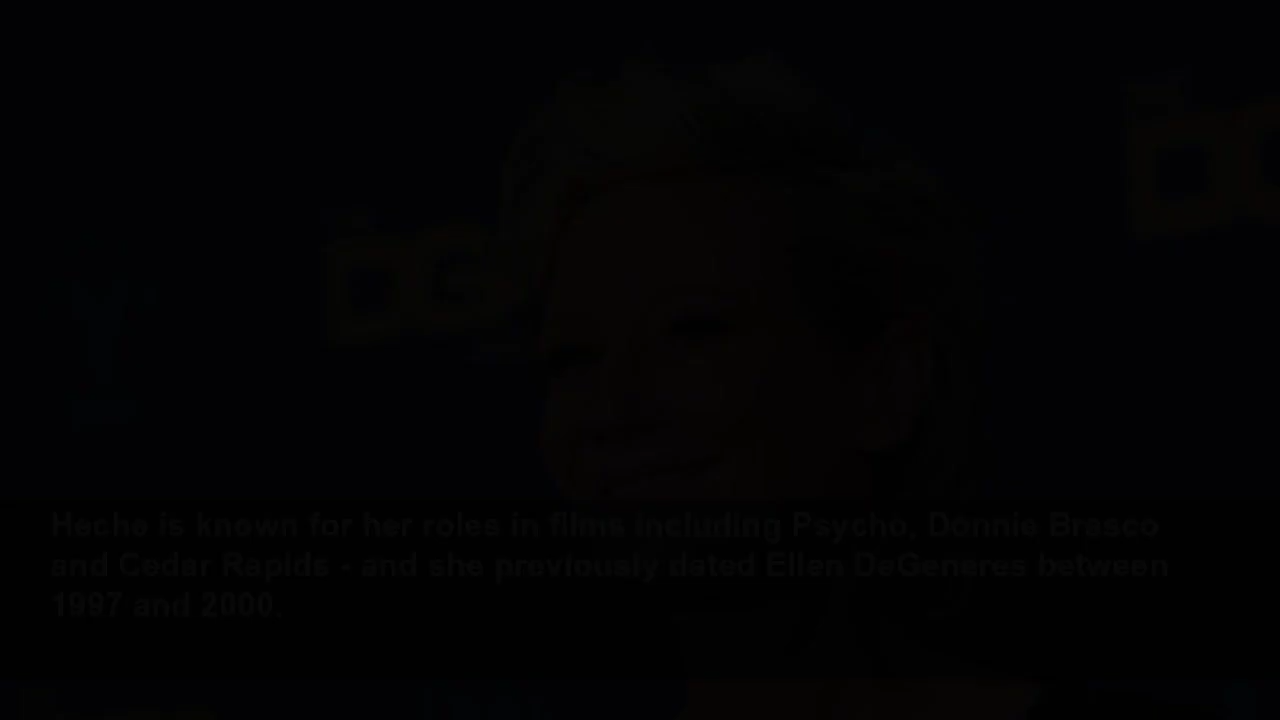 Heche is known for her roles in films including Psycho, Donnie Brasco
and Cedar Rapids - and she previously dated Ellen DeGeneres between
1997 and 2000.